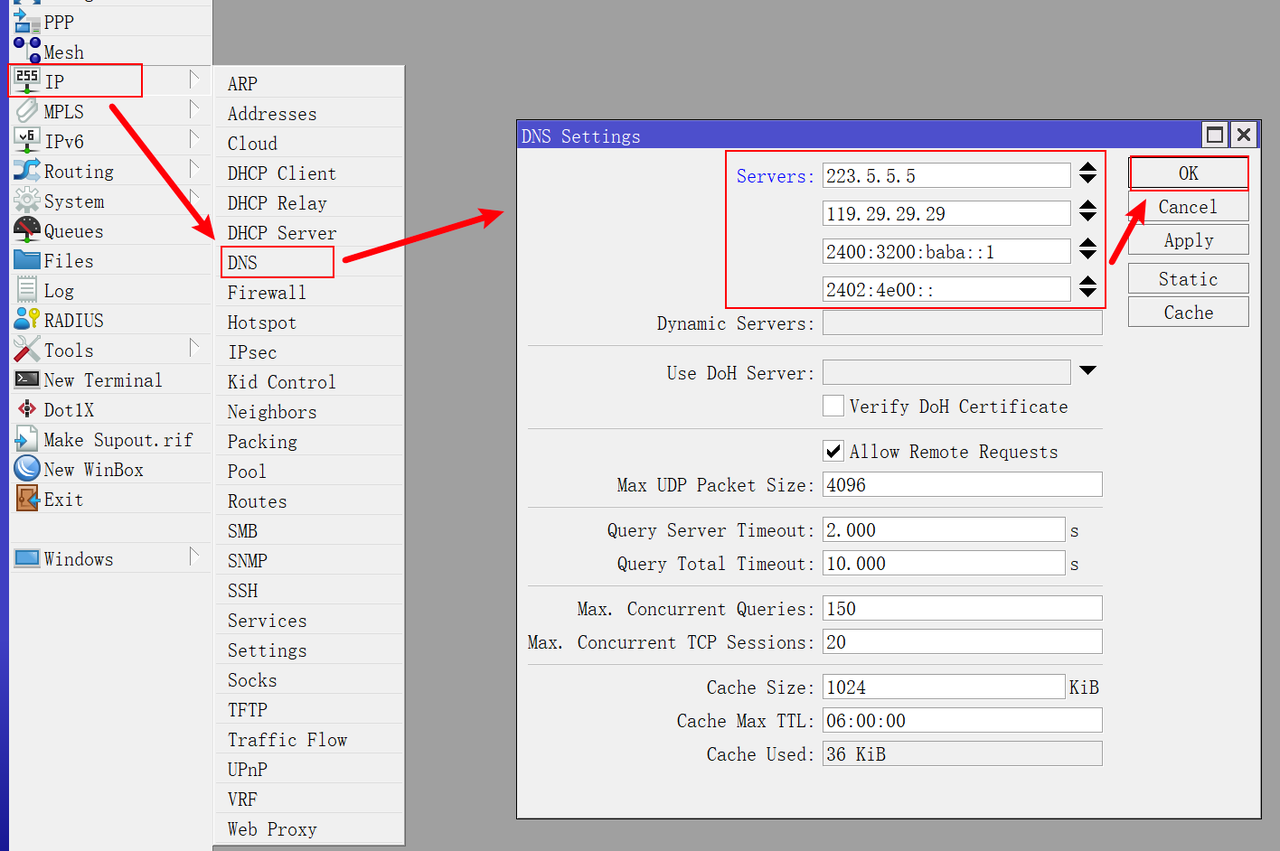 PPP
Mesh
255
IP
MPLS
v6
IPv6
Routing
System
Queues
Files
Log
RADIUS
Tools
New Terminal
Dot1X
Make Supout.rif
New WinBox
Exit
Windows
ARP
Addresses
Cloud
DHCP Client
DHCP Relay
DHCP Server
DNS
Firewall
Hotspot
IPsec
Kid Control
Neighbors
Packing
Pool
Routes
SMB
SNMP
SSH
Services
Settings
Socks
TFTP
Traffic Flow
UPnP
VRF
Web Proxy
DNS Settings
Servers: 223.5.5.5
119.29.29.29
2400:3200:baba::1
2402:4e00::
Dynamic Servers:
Use DoH Server:
Verify DoH Certificate
Allow Remote Requests
Max UDP Packet Size: 4096
Query Server Timeout: 2.000 s
Query Total Timeout: 10.000 s
Max. Concurrent Queries: 150
Max. Concurrent TCP Sessions: 20
Cache Size: 1024 KiB
Cache Max TTL: 06:00:00
Cache Used: 36 KiB
OK
Cancel
Apply
Static
Cache